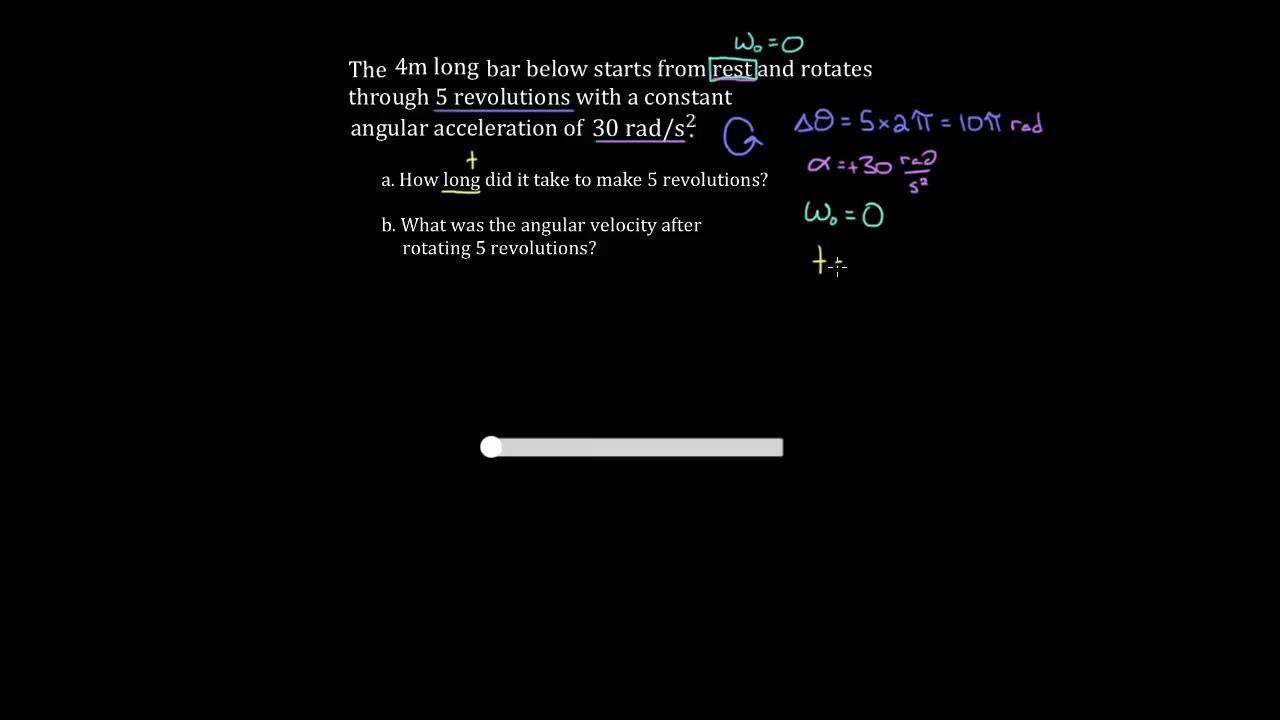 ω₀ = 0
The 4m long bar below starts from rest and rotates
through 5 revolutions with a constant
angular acceleration of 30 rad/s².
Δθ = 5 × 2π = 10π rad
t
α = +30 rad/s²
a. How long did it take to make 5 revolutions?
ω₀ = 0
b. What was the angular velocity after
rotating 5 revolutions?
t -